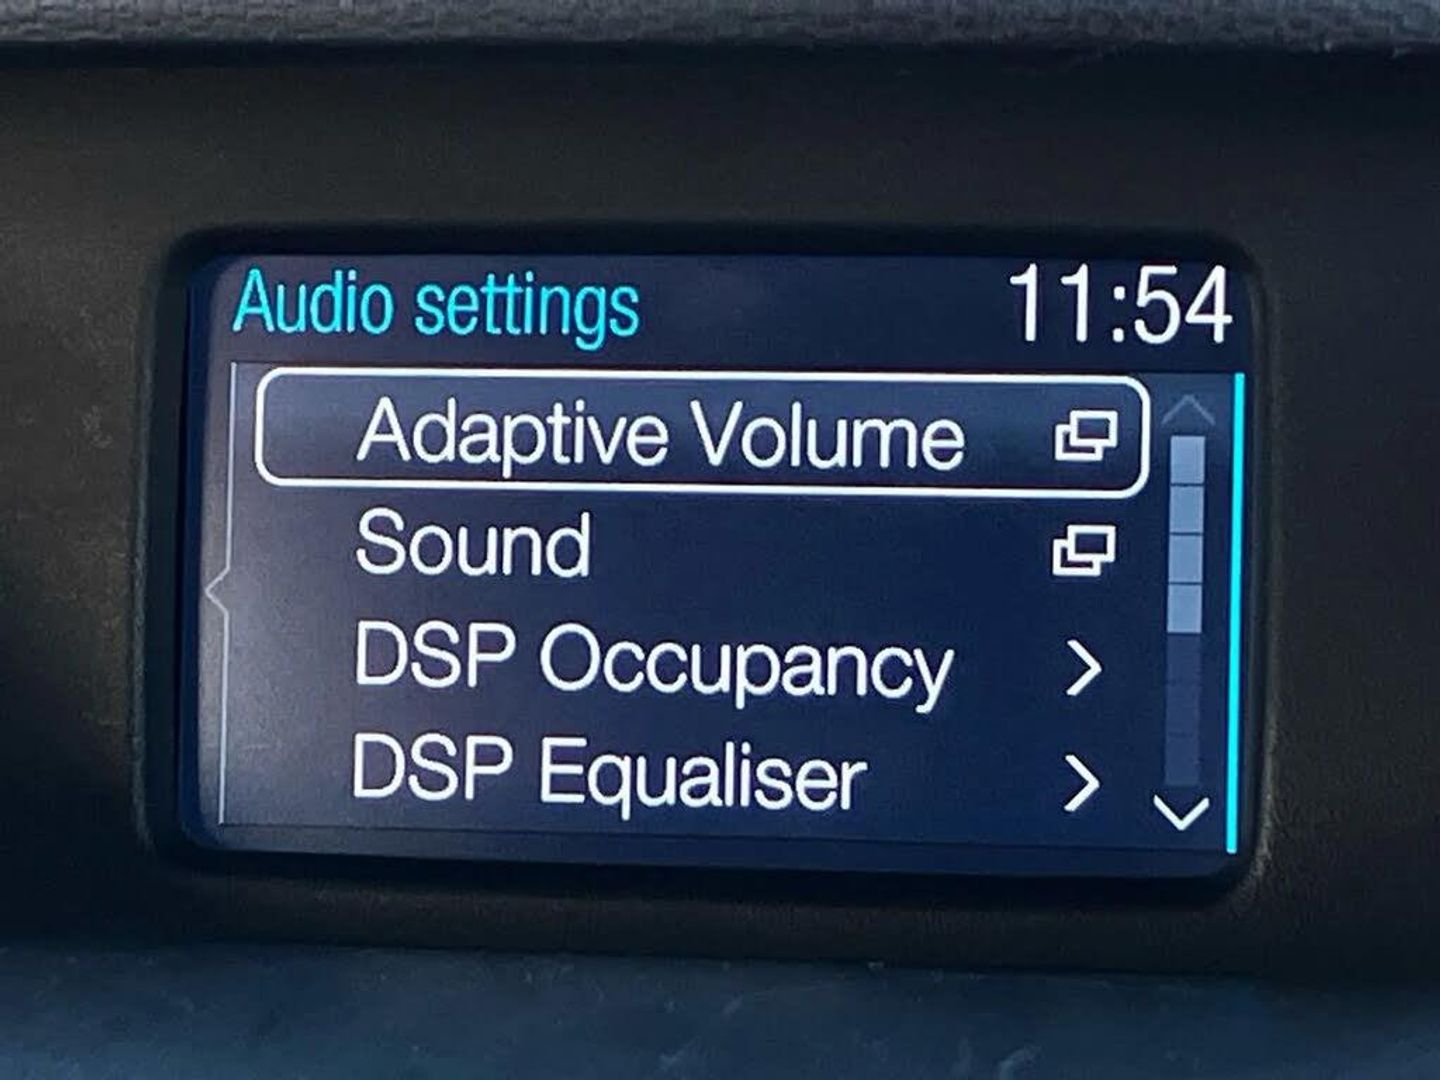 Audio settings 11:54
Adaptive Volume
Sound
DSP Occupancy
DSP Equaliser